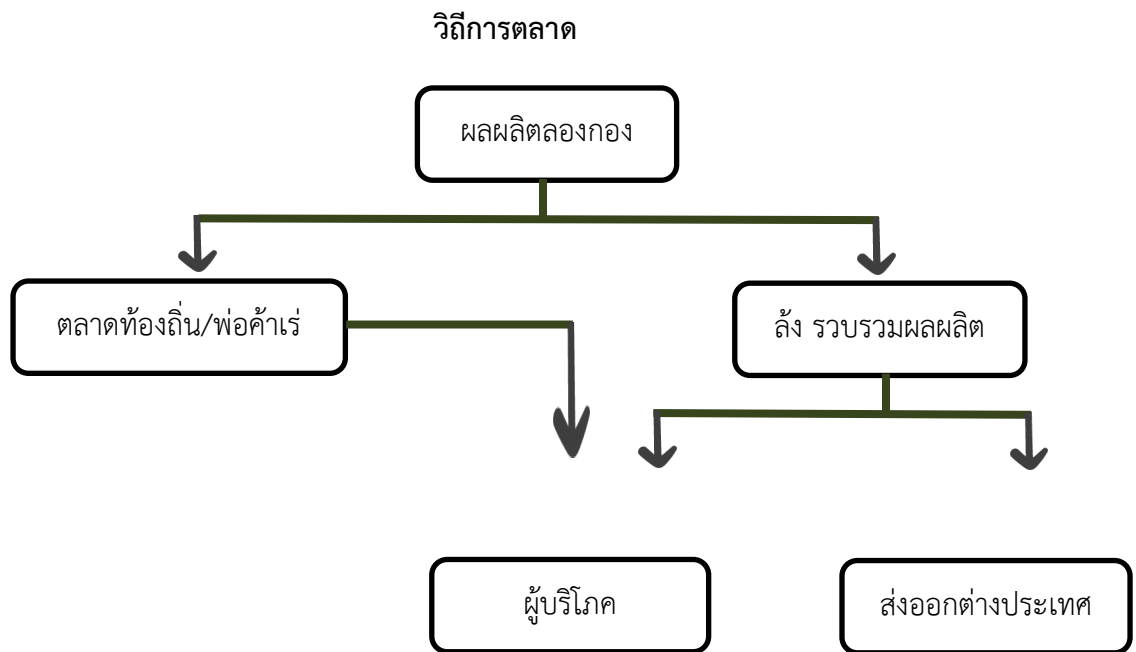 วิถีการตลาด
ผลผลิตลองกอง
ตลาดท้องถิ่น/พ่อค้าเร่
ล้ง รวบรวมผลผลิต
ผู้บริโภค
ส่งออกต่างประเทศ